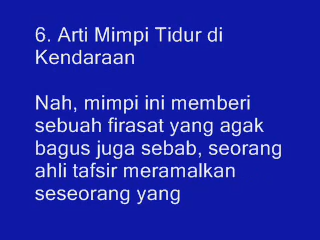 6. Arti Mimpi Tidur di
Kendaraan
Nah, mimpi ini memberi
sebuah firasat yang agak
bagus juga sebab, seorang
ahli tafsir meramalkan
seseorang yang